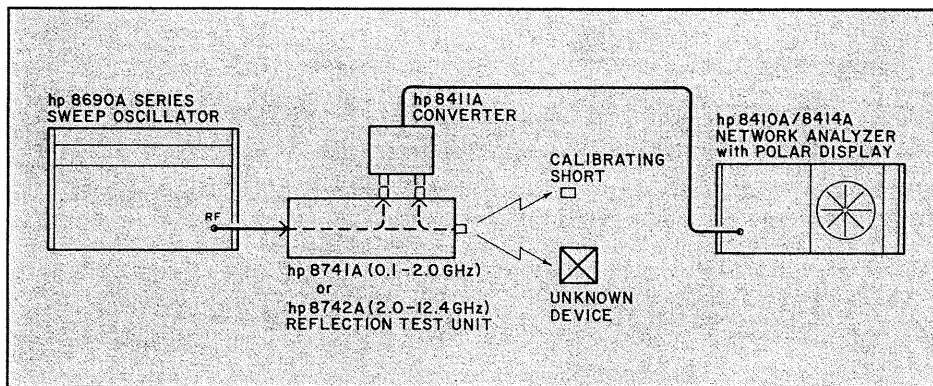 hp 8690A SERIES
SWEEP OSCILLATOR
RF
hp 8411A
CONVERTER
hp 8741A (0.1-2.0 GHz)
or
hp 8742A (2.0-12.4 GHz)
REFLECTION TEST UNIT
CALIBRATING
SHORT
UNKNOWN
DEVICE
hp 8410A/8414A
NETWORK ANALYZER
with POLAR DISPLAY